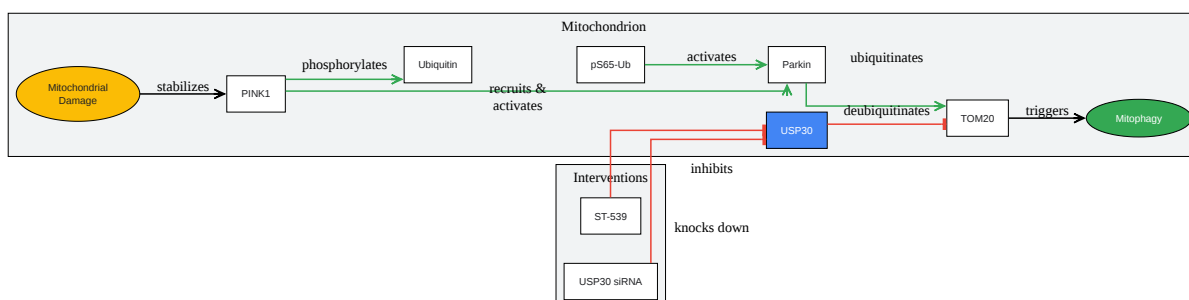 Mitochondrion
Mitochondrial
Damage
stabilizes
PINK1
phosphorylates
Ubiquitin
recruits &
activates
pS65-Ub
activates
Parkin
ubiquitinates
USP30
deubiquitinates
TOM20
triggers
Mitophagy
inhibits
Interventions
ST-539
knocks down
USP30 siRNA